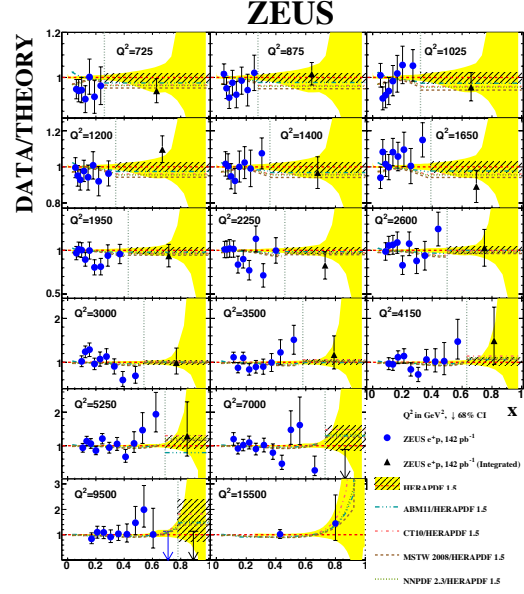 ZEUS
DATA/THEORY
Q²=725
Q²=875
Q²=1025
1.2
1
Q²=1200
Q²=1400
Q²=1650
1.2
1
0.8
Q²=1950
Q²=2250
Q²=2600
1
0.5
Q²=3000
Q²=3500
Q²=4150
2
1
0 0.2 0.4 0.6 0.8 1
x
Q²=5250
Q²=7000
2
1
Q²=9500
Q²=15500
3
2
1
0 0.2 0.4 0.6 0.8
0 0.2 0.4 0.6 0.8 1
Q² in GeV², ↓ 68% CI
ZEUS e⁺p, 142 pb⁻¹
ZEUS e⁺p, 142 pb⁻¹ (Integrated)
HERAPDF 1.5
ABM11/HERAPDF 1.5
CT10/HERAPDF 1.5
MSTW 2008/HERAPDF 1.5
NNPDF 2.3/HERAPDF 1.5